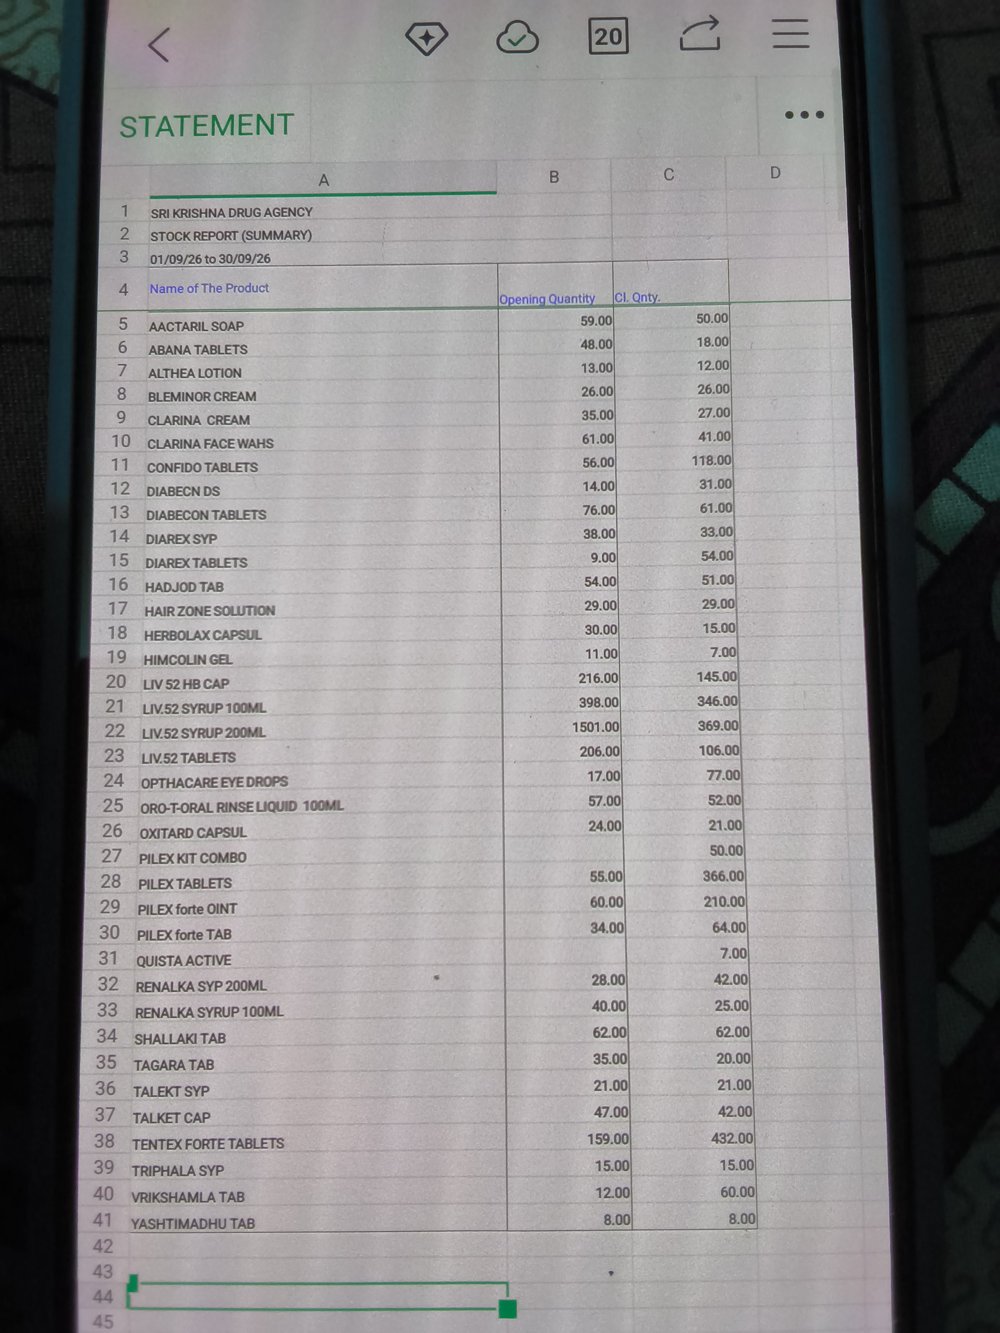 20
STATEMENT
A B C D
1 SRI KRISHNA DRUG AGENCY
2 STOCK REPORT (SUMMARY)
3 01/09/26 to 30/09/26
4 Name of The Product Opening Quantity Cl. Qnty.
5 AACTARIL SOAP 59.00 50.00
6 ABANA TABLETS 48.00 18.00
7 ALTHEA LOTION 13.00 12.00
8 BLEMINOR CREAM 26.00 26.00
9 CLARINA CREAM 35.00 27.00
10 CLARINA FACE WAHS 61.00 41.00
11 CONFIDO TABLETS 56.00 118.00
12 DIABECN DS 14.00 31.00
13 DIABECON TABLETS 76.00 61.00
14 DIAREX SYP 38.00 33.00
15 DIAREX TABLETS 9.00 54.00
16 HADJOD TAB 54.00 51.00
17 HAIR ZONE SOLUTION 29.00 29.00
18 HERBOLAX CAPSUL 30.00 15.00
19 HIMCOLIN GEL 11.00 7.00
20 LIV 52 HB CAP 216.00 145.00
21 LIV.52 SYRUP 100ML 398.00 346.00
22 LIV.52 SYRUP 200ML 1501.00 369.00
23 LIV.52 TABLETS 206.00 106.00
24 OPTHACARE EYE DROPS 17.00 77.00
25 ORO-T-ORAL RINSE LIQUID 100ML 57.00 52.00
26 OXITARD CAPSUL 24.00 21.00
27 PILEX KIT COMBO 50.00
28 PILEX TABLETS 55.00 366.00
29 PILEX forte OINT 60.00 210.00
30 PILEX forte TAB 34.00 64.00
31 QUISTA ACTIVE 7.00
32 RENALKA SYP 200ML 28.00 42.00
33 RENALKA SYRUP 100ML 40.00 25.00
34 SHALLAKI TAB 62.00 62.00
35 TAGARA TAB 35.00 20.00
36 TALEKT SYP 21.00 21.00
37 TALKET CAP 47.00 42.00
38 TENTEX FORTE TABLETS 159.00 432.00
39 TRIPHALA SYP 15.00 15.00
40 VRIKSHAMLA TAB 12.00 60.00
41 YASHTIMADHU TAB 8.00 8.00
42
43
44
45